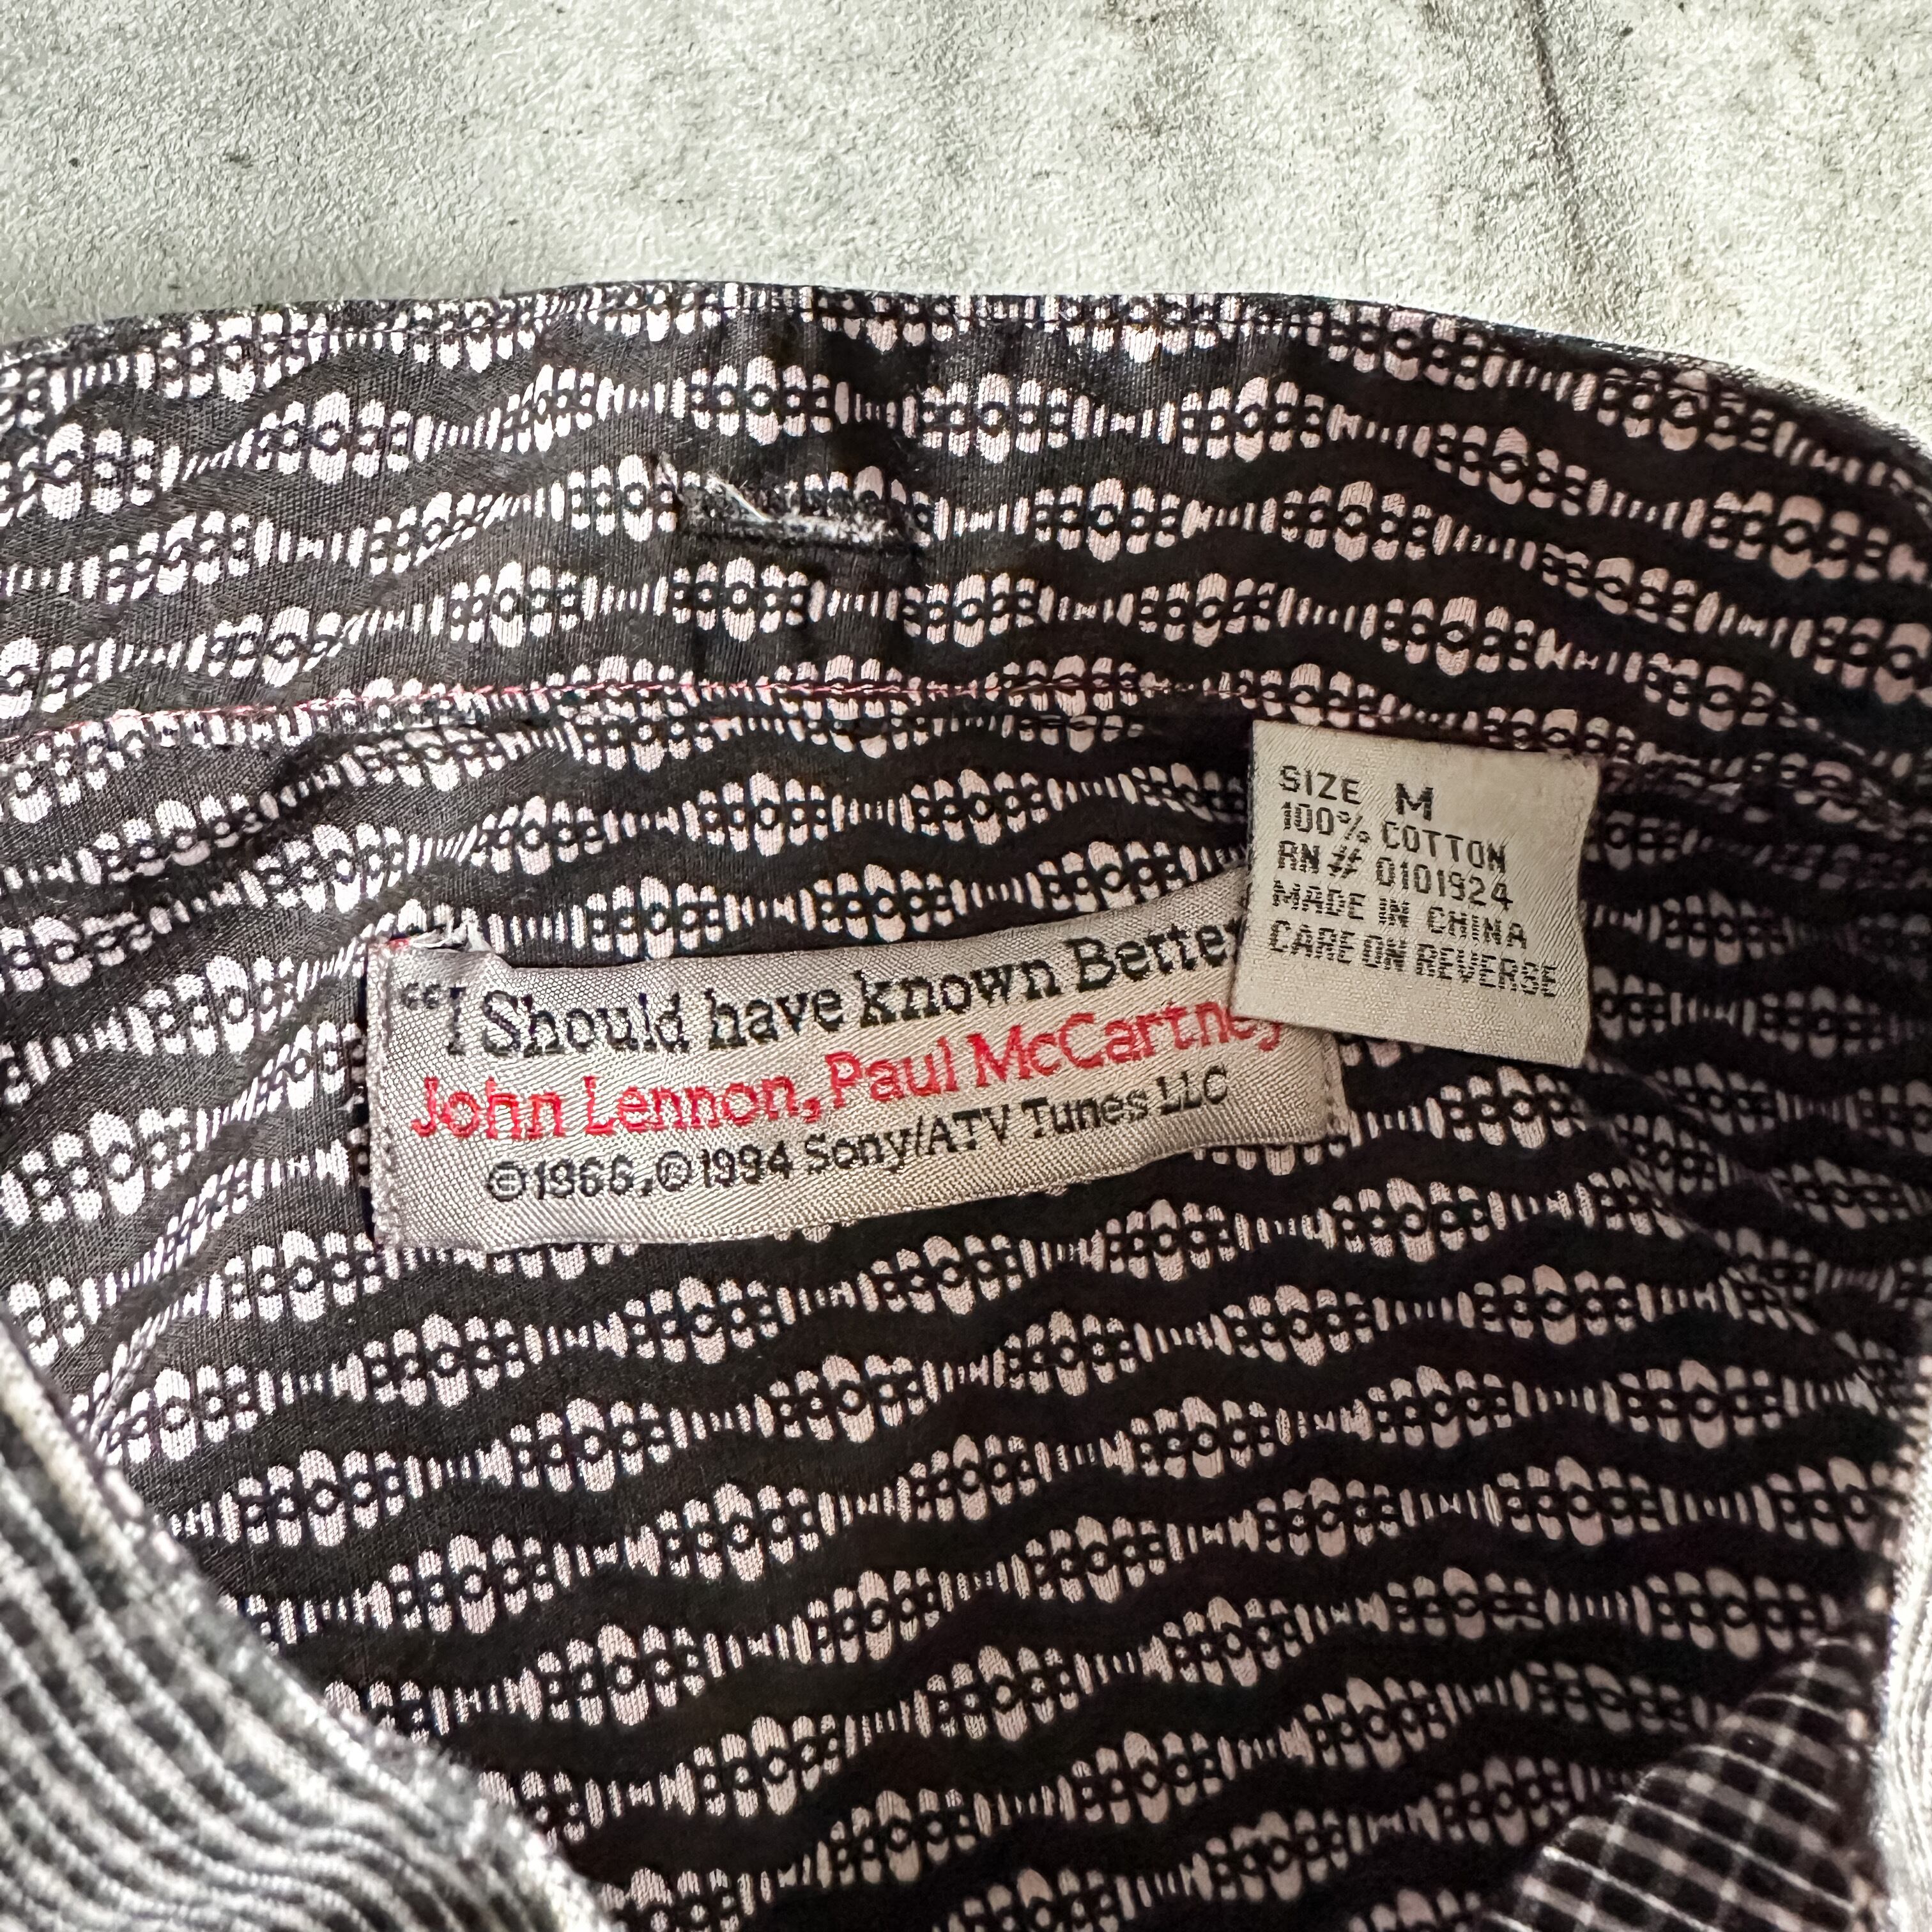 SIZE M
100% COTTON
RN # 0101924
MADE IN CHINA
CARE ON REVERSE
“I Should have known Better
John Lennon, Paul McCartney
©1966, ©1994 Sony/ATV Tunes LLC